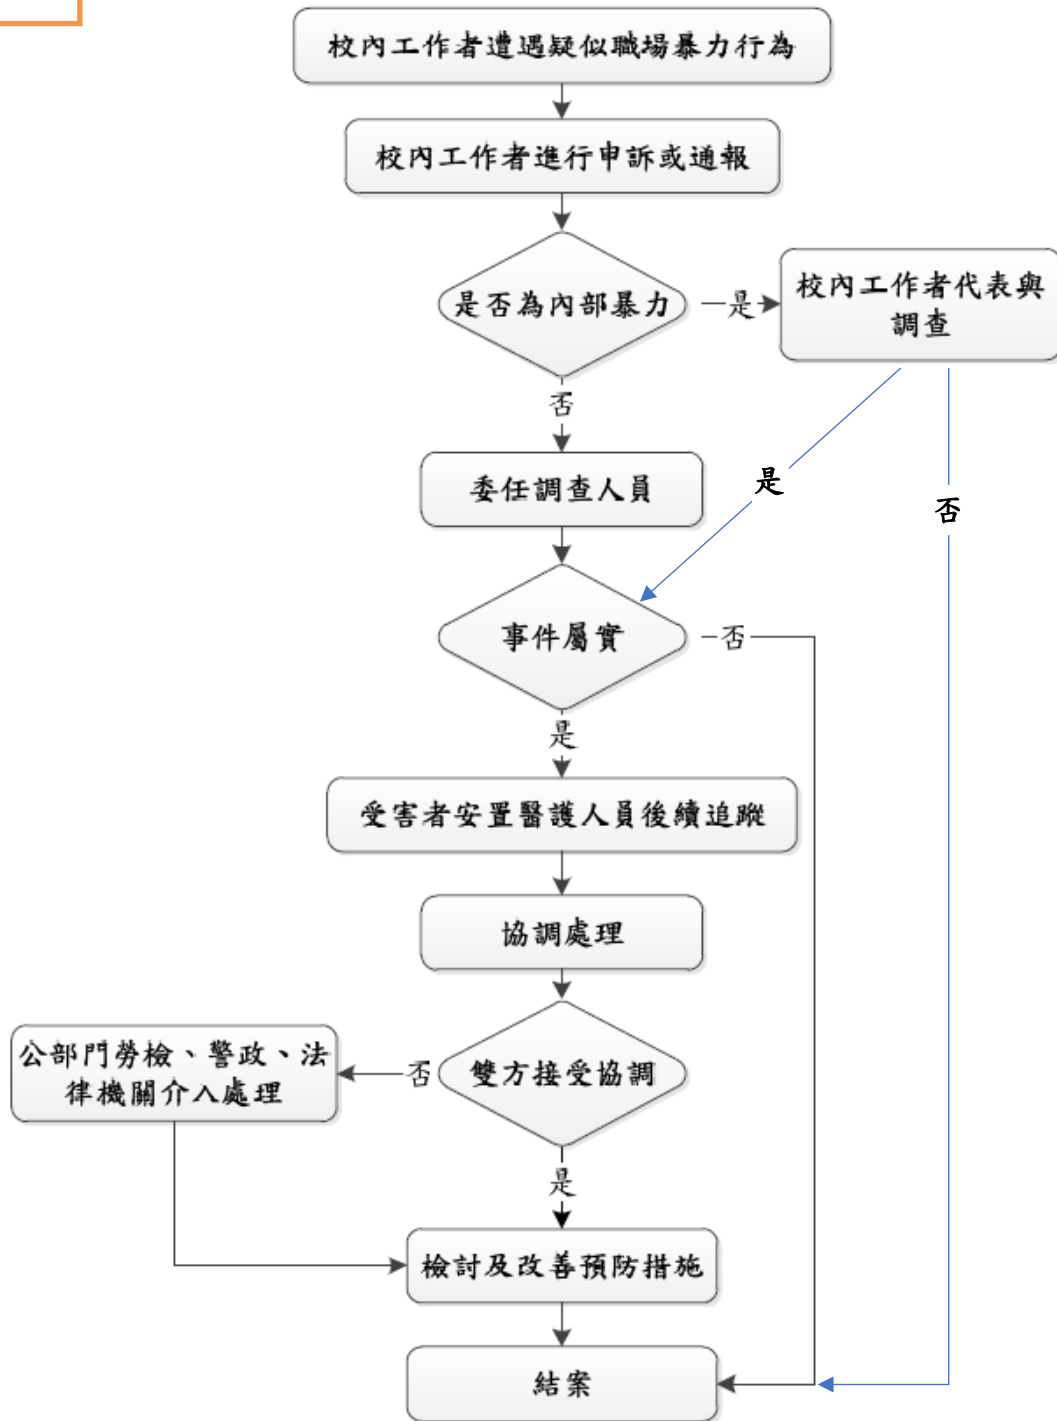 校內工作者遭遇疑似職場暴力行為
校內工作者進行申訴或通報
是否為內部暴力
是
校內工作者代表與
調查
否
委任調查人員
是
否
事件屬實
否
是
受害者安置醫護人員後續追蹤
協調處理
公部門勞檢、警政、法
律機關介入處理
否
雙方接受協調
是
檢討及改善預防措施
結案